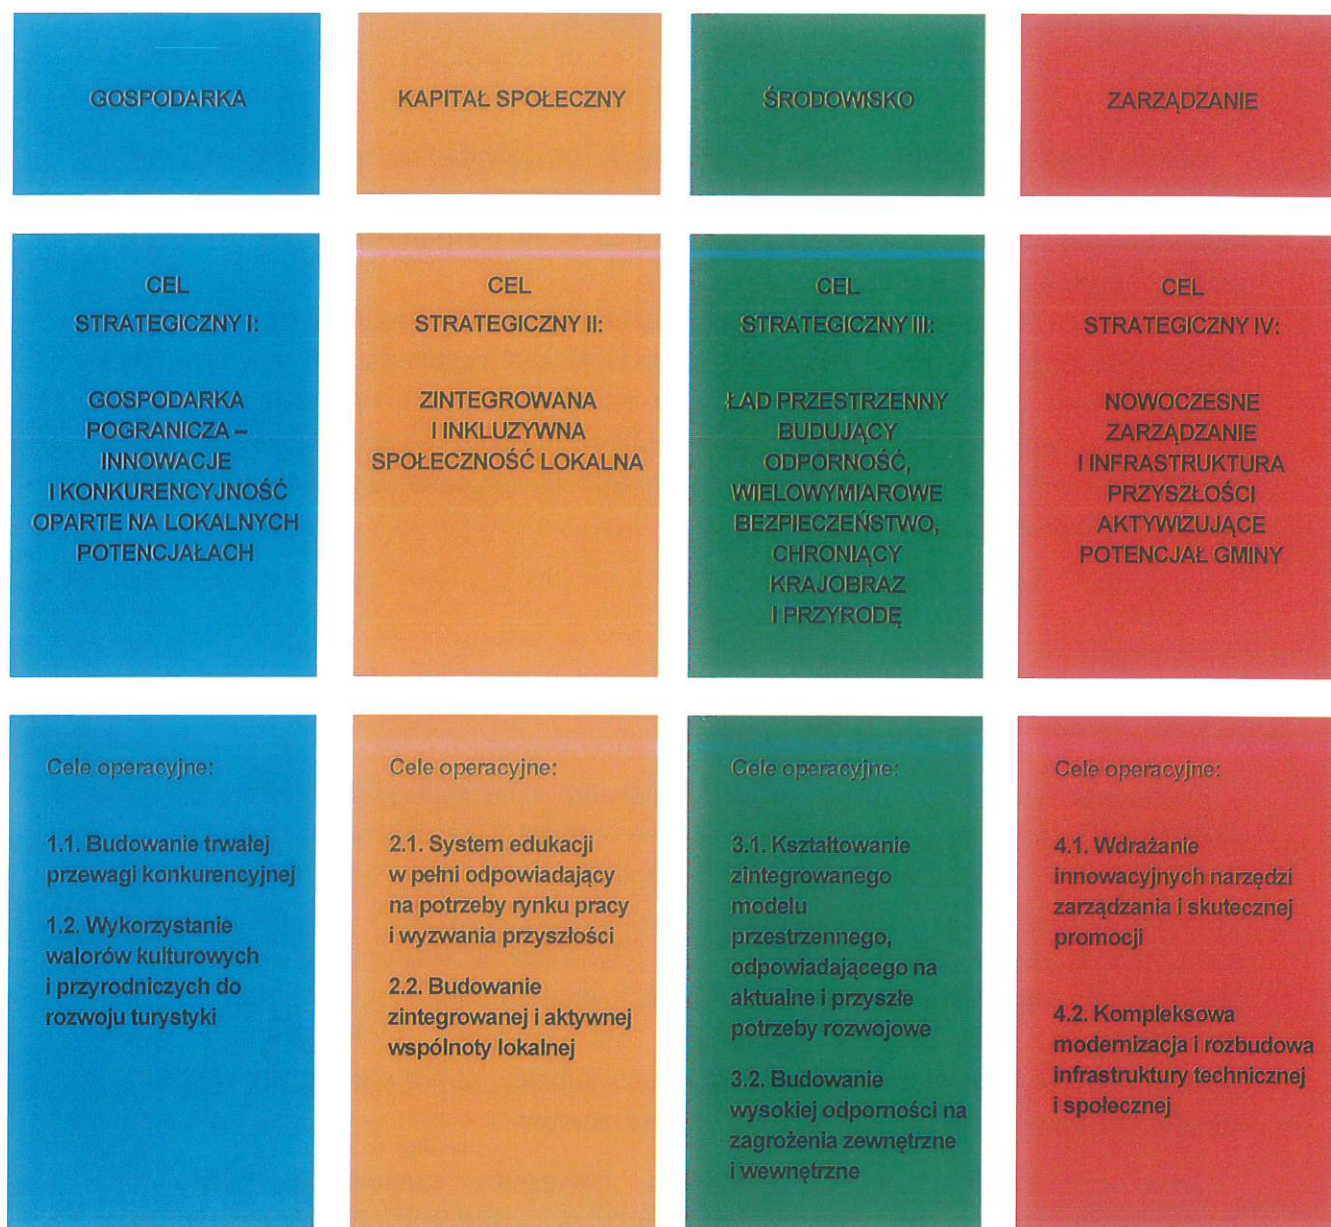 GOSPODARKA
KAPITAŁ SPOŁECZNY
ŚRODOWISKO
ZARZĄDZANIE
CEL
STRATEGICZNY I:
GOSPODARKA
POGRANICZA –
INNOWACJE
I KONKURENCYJNOŚĆ
OPARTE NA LOKALNYCH
POTENCJAŁACH
CEL
STRATEGICZNY II:
ZINTEGROWANA
I INKLUZYWNA
SPOŁECZNOŚĆ LOKALNA
CEL
STRATEGICZNY III:
ŁAD PRZESTRZENNY
BUDUJĄCY
ODPORNOŚĆ,
WIELOWYMIAROWE
BEZPIECZEŃSTWO,
CHRONIĄCY
KRAJOBRAZ
I PRZYRODĘ
CEL
STRATEGICZNY IV:
NOWOCZESNE
ZARZĄDZANIE
I INFRASTRUKTURA
PRZYSZŁOŚCI
AKTYWIZUJĄCE
POTENCJAŁ GMINY
Cele operacyjne:
1.1. Budowanie trwałej
przewagi konkurencyjnej
1.2. Wykorzystanie
walorów kulturowych
i przyrodniczych do
rozwoju turystyki
Cele operacyjne:
2.1. System edukacji
w pełni odpowiadający
na potrzeby rynku pracy
i wyzwania przyszłości
2.2. Budowanie
zintegrowanej i aktywnej
wspólnoty lokalnej
Cele operacyjne:
3.1. Kształtowanie
zintegrowanego
modelu
przestrzennego,
odpowiadającego na
aktualne i przyszłe
potrzeby rozwojowe
3.2. Budowanie
wysokiej odporności na
zagrożenia zewnętrzne
i wewnętrzne
Cele operacyjne:
4.1. Wdrażanie
innowacyjnych narzędzi
zarządzania i skutecznej
promocji
4.2. Kompleksowa
modernizacja i rozbudowa
infrastruktury technicznej
i społecznej